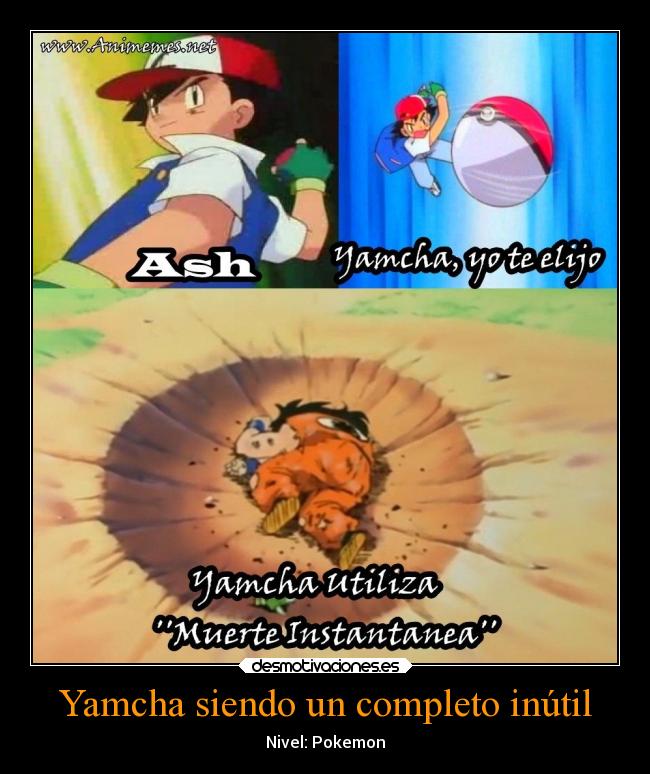 www.Animemes.net
Ash
Yamcha, yo te elijo
Yamcha Utiliza
"Muerte Instantanea"
desmotivaciones.es
Yamcha siendo un completo inútil
Nivel: Pokemon